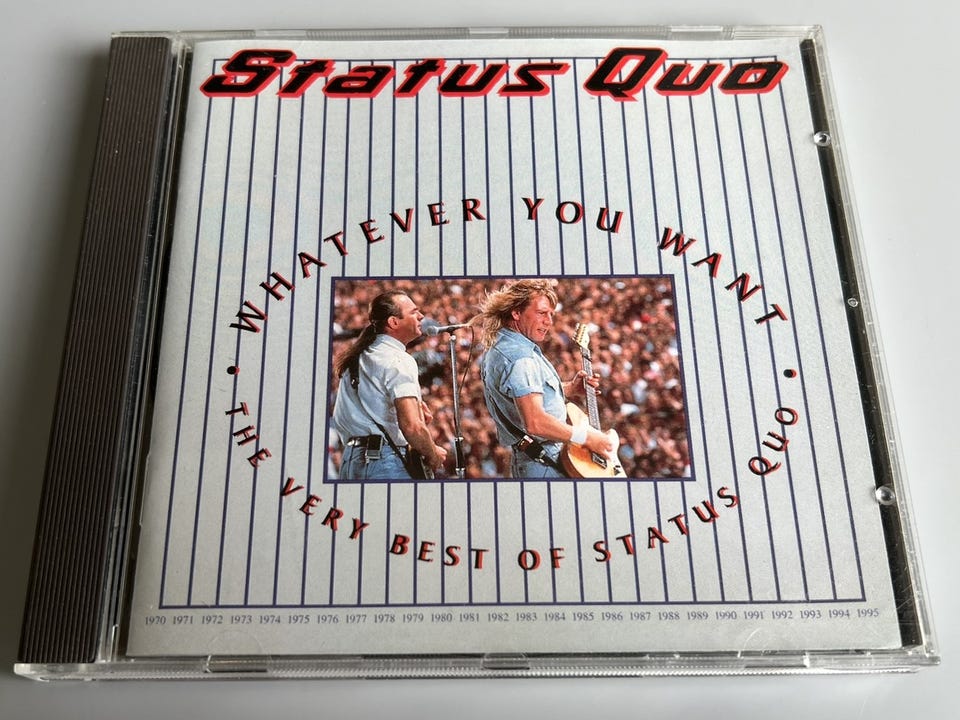 Status Quo
• WHATEVER YOU WANT •
THE VERY BEST OF STATUS QUO
1970 1971 1972 1973 1974 1975 1976 1977 1978 1979 1980 1981 1982 1983 1984 1985 1986 1987 1988 1989 1990 1991 1992 1993 1994 1995